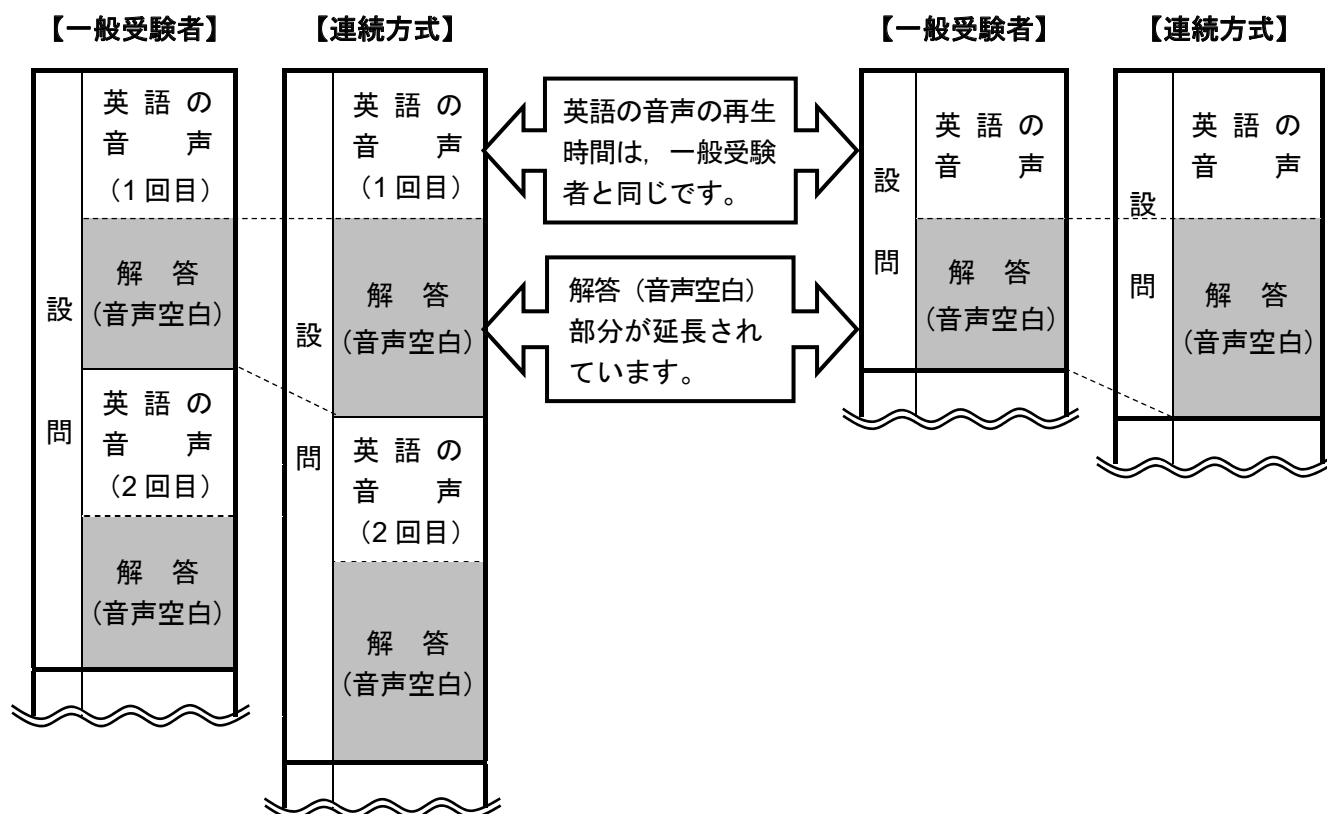 【一般受験者】
【連続方式】
【一般受験者】
【連続方式】
設問
英語の
音声
（1回目）
解答
（音声空白）
英語の
音声
（2回目）
解答
（音声空白）
設問
英語の
音声
（1回目）
解答
（音声空白）
英語の
音声
（2回目）
解答
（音声空白）
英語の音声の再生
時間は，一般受験
者と同じです。
解答（音声空白）
部分が延長され
ています。
設問
英語の
音声
解答
（音声空白）
設問
英語の
音声
解答
（音声空白）